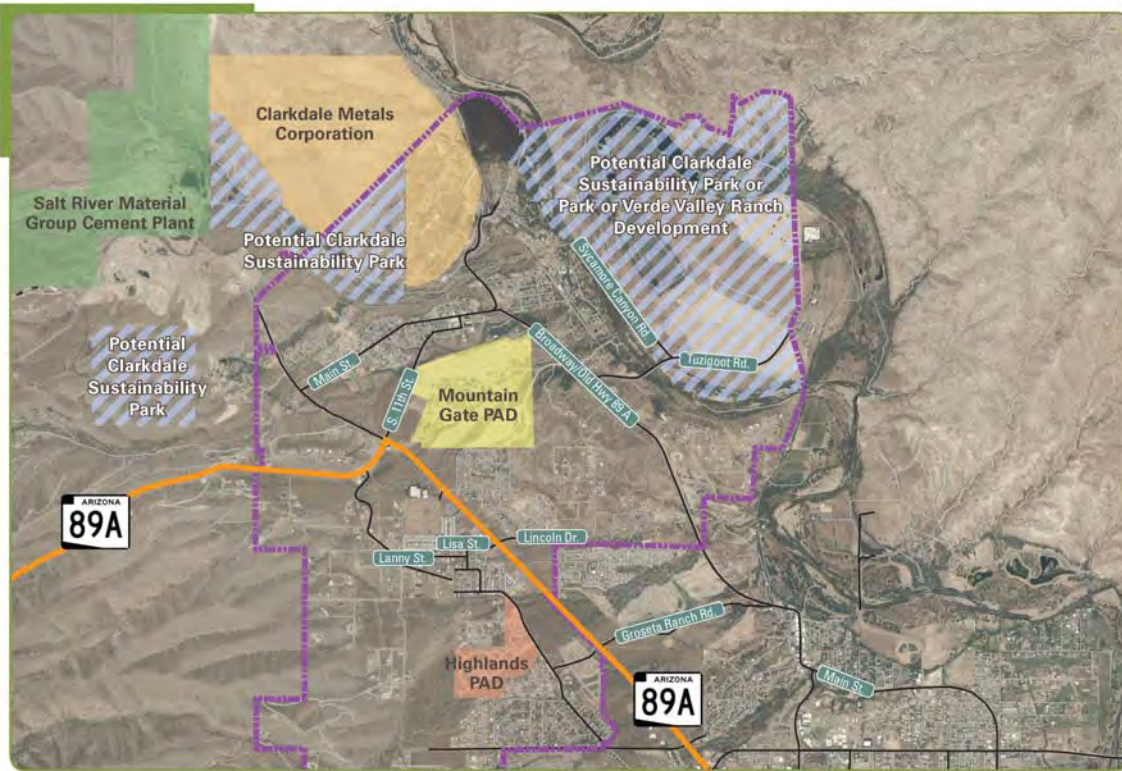 Clarkdale Metals
Corporation
Potential Clarkdale
Sustainability Park or
Park or Verde Valley Ranch
Development
Salt River Material
Group Cement Plant
Potential Clarkdale
Sustainability Park
Sycamore Canyon Rd.
Potential
Clarkdale
Sustainability
Park
Main St.
S. 11th St.
Broadway/Old Hwy 89 A
Tuzigoot Rd.
Mountain
Gate PAD
ARIZONA
89A
Lisa St.
Lincoln Dr.
Lanny St.
Groseta Ranch Rd.
Highlands
PAD
ARIZONA
89A
Main St.